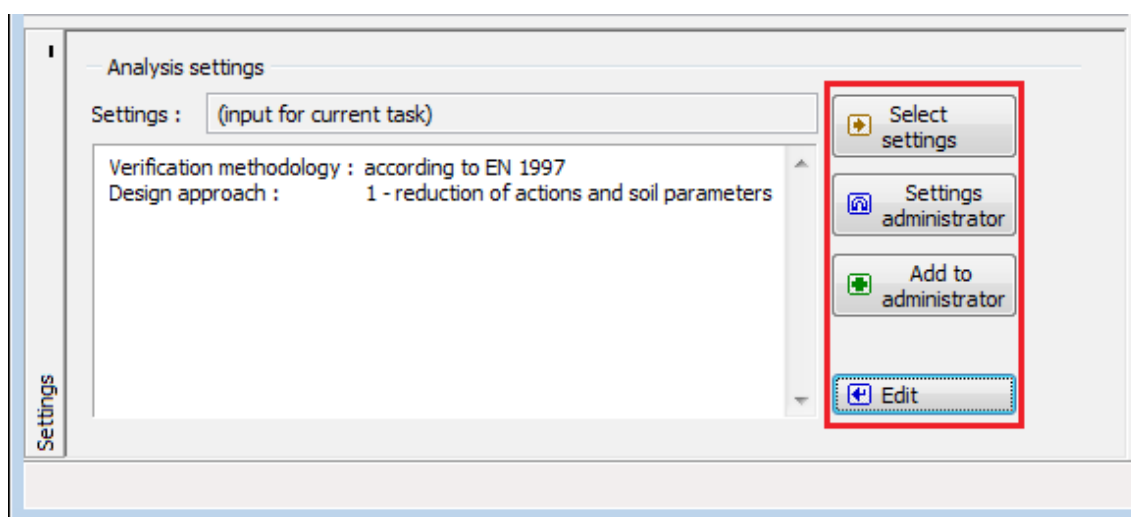 Analysis settings
Settings : (input for current task)
Verification methodology : according to EN 1997
Design approach : 1 - reduction of actions and soil parameters
Select
settings
Settings
administrator
Add to
administrator
Edit
Settings